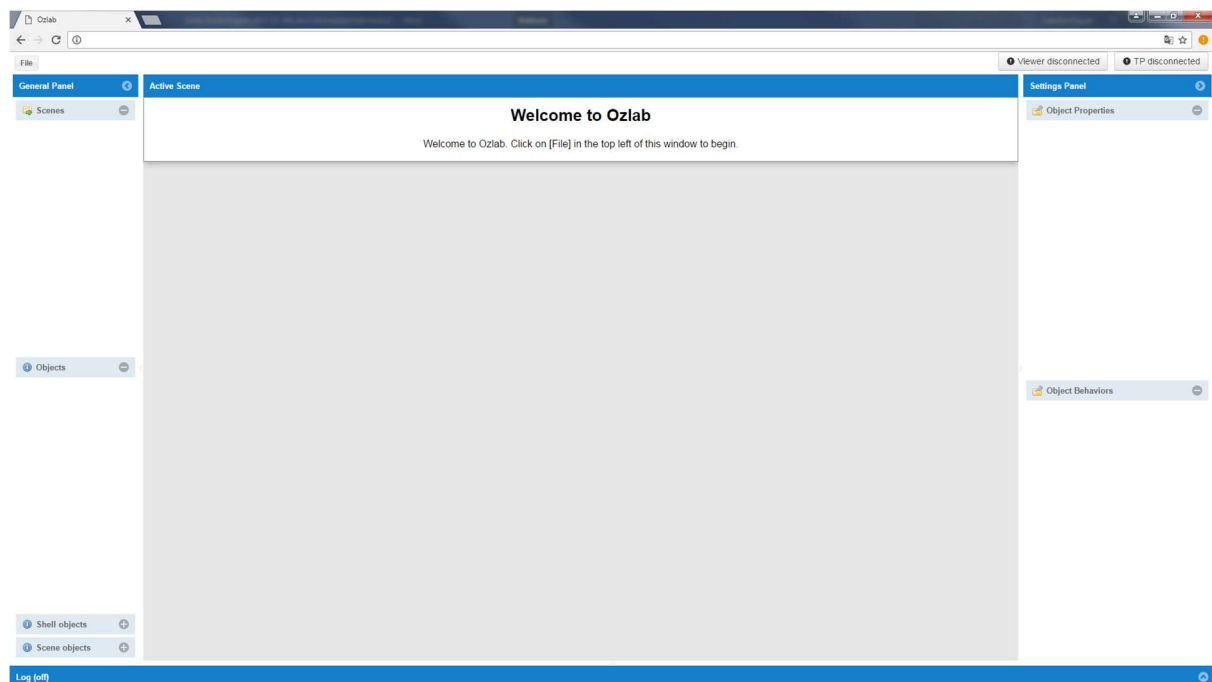 Ozlab
File
Viewer disconnected
TP disconnected
General Panel
Active Scene
Settings Panel
Scenes
Welcome to Ozlab
Object Properties
Welcome to Ozlab. Click on [File] in the top left of this window to begin.
Objects
Object Behaviors
Shell objects
Scene objects
Log (off)